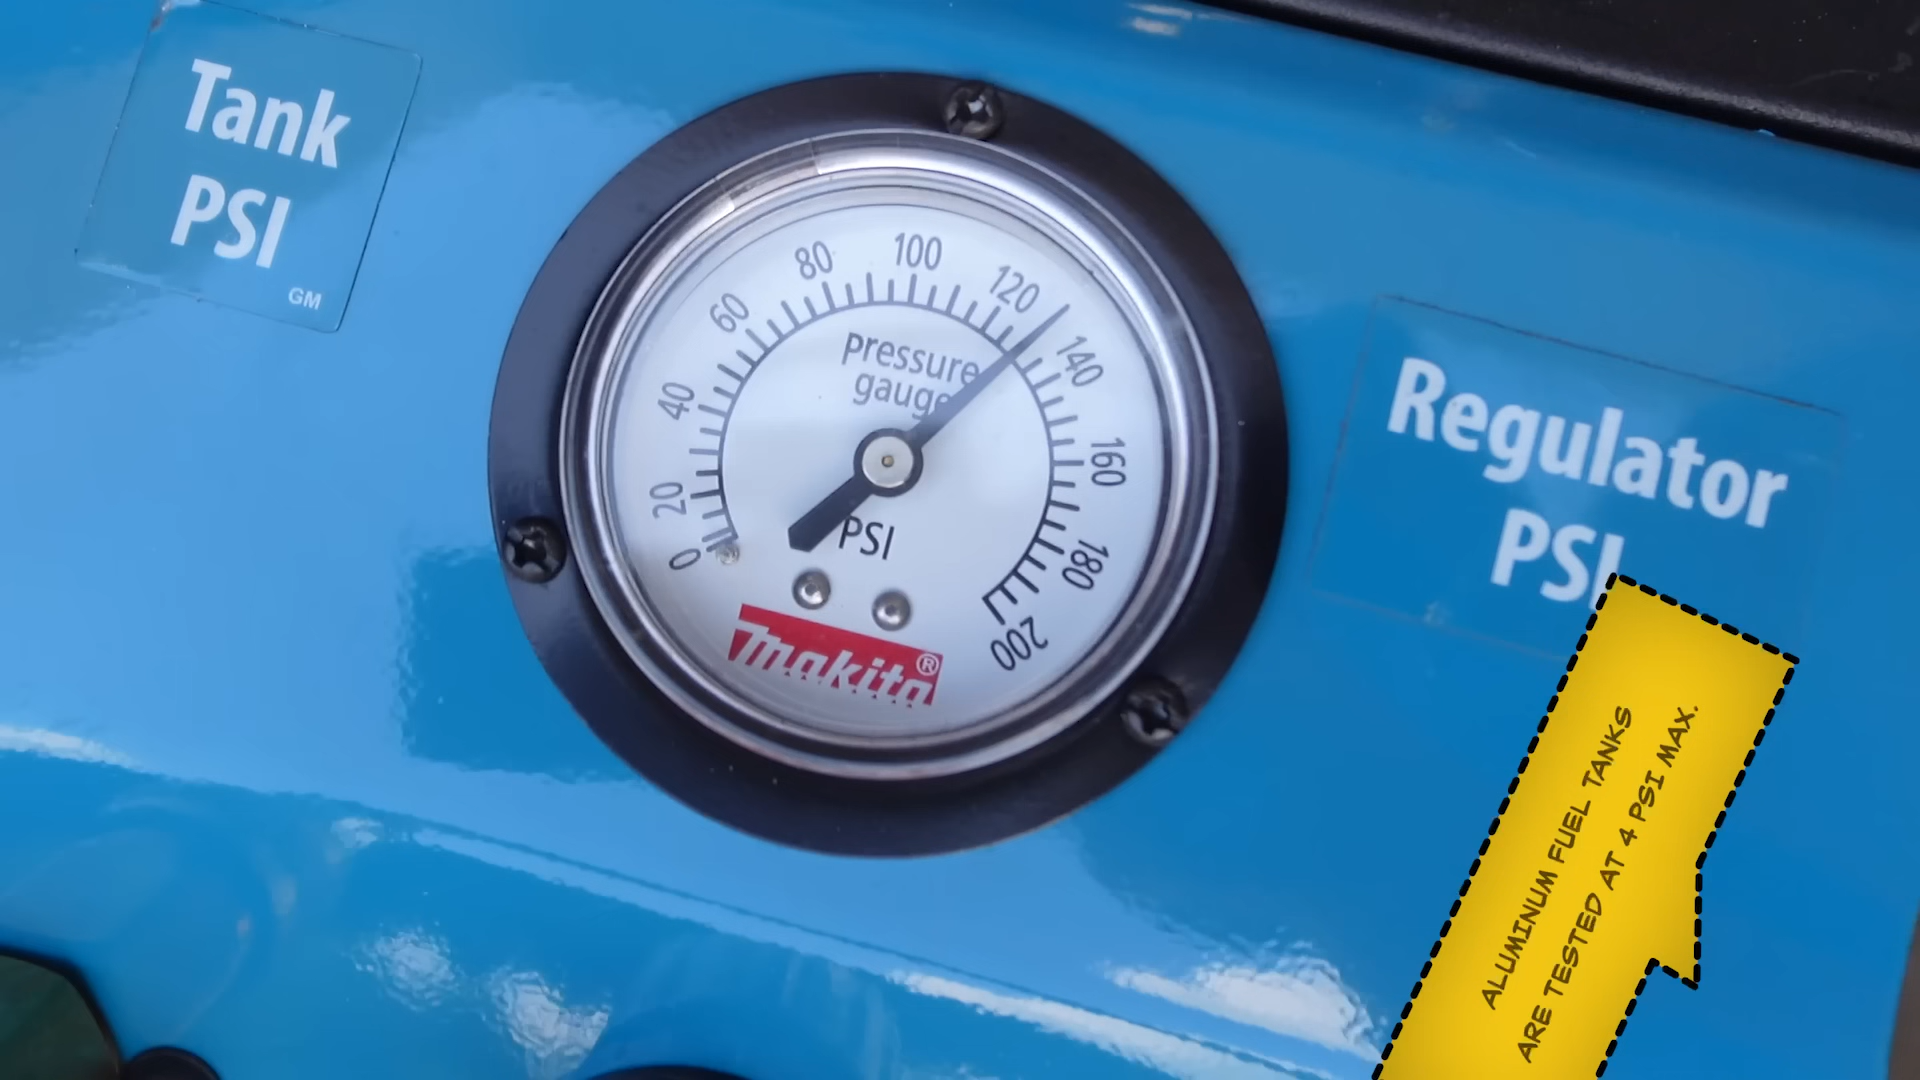 Tank
PSI
GM
0
20
40
60
80
100
120
140
160
180
200
pressure
gauge
PSI
makita®
Regulator
PSI
ALUMINUM FUEL TANKS
ARE TESTED AT 4 PSI MAX.